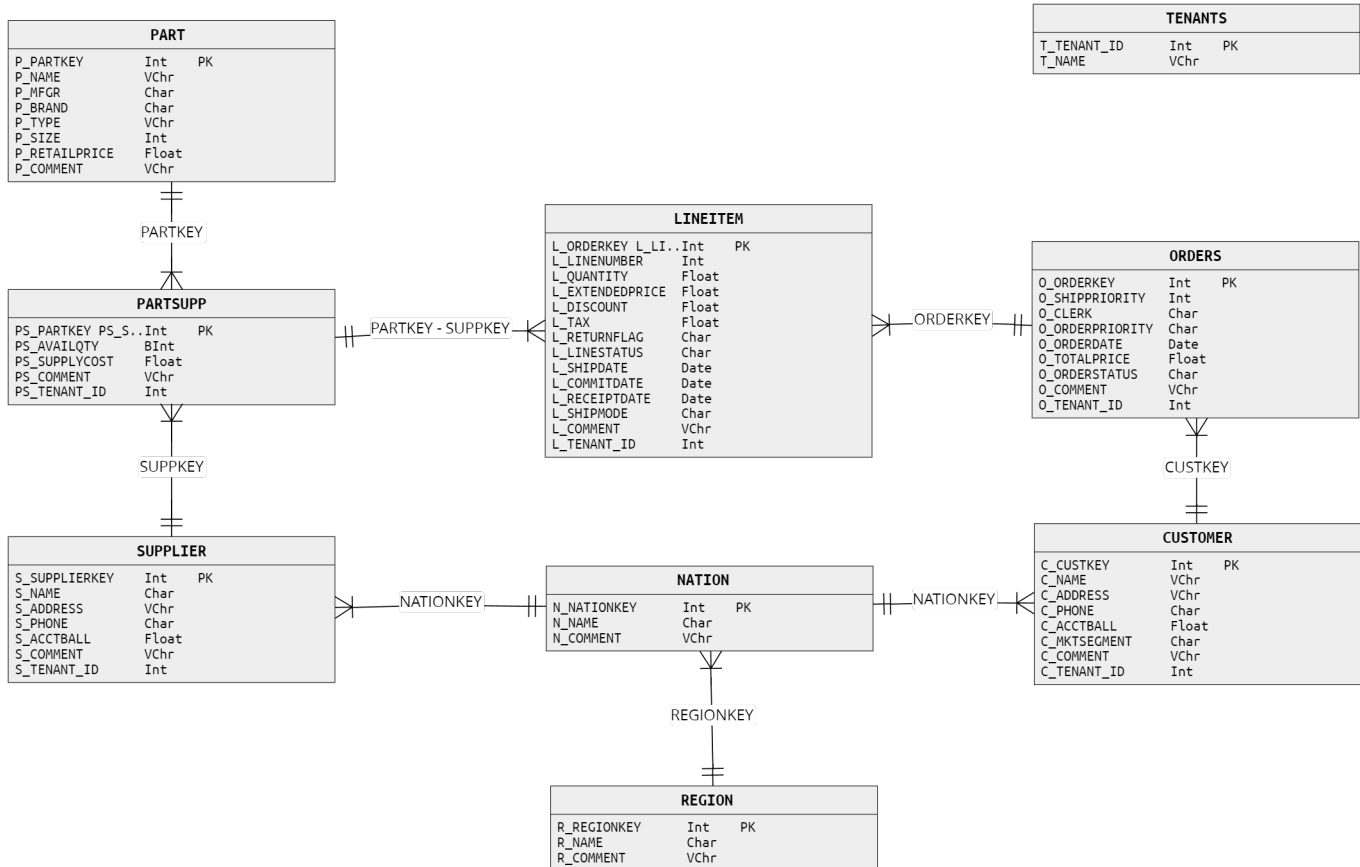 PART
P_PARTKEY Int PK
P_NAME VChr
P_MFGR Char
P_BRAND Char
P_TYPE VChr
P_SIZE Int
P_RETAILPRICE Float
P_COMMENT VChr
TENANTS
T_TENANT_ID Int PK
T_NAME VChr
PARTKEY
LINEITEM
L_ORDERKEY L_LI.. Int PK
L_LINENUMBER Int
L_QUANTITY Float
L_EXTENDEDPRICE Float
L_DISCOUNT Float
L_TAX Float
L_RETURNFLAG Char
L_LINESTATUS Char
L_SHIPDATE Date
L_COMMITDATE Date
L_RECEIPTDATE Date
L_SHIPMODE Char
L_COMMENT VChr
L_TENANT_ID Int
ORDERS
O_ORDERKEY Int PK
O_SHIPPRIORITY Int
O_CLERK Char
O_ORDERPRIORITY Char
O_ORDERDATE Date
O_TOTALPRICE Float
O_ORDERSTATUS Char
O_COMMENT VChr
O_TENANT_ID Int
PARTSUPP
PS_PARTKEY PS_S.. Int PK
PS_AVAILQTY BInt
PS_SUPPLYCOST Float
PS_COMMENT VChr
PS_TENANT_ID Int
PARTKEY - SUPPKEY
ORDERKEY
SUPPKEY
CUSTKEY
SUPPLIER
S_SUPPLIERKEY Int PK
S_NAME Char
S_ADDRESS VChr
S_PHONE Char
S_ACCTBALL Float
S_COMMENT VChr
S_TENANT_ID Int
NATIONKEY
NATION
N_NATIONKEY Int PK
N_NAME Char
N_COMMENT VChr
NATIONKEY
CUSTOMER
C_CUSTKEY Int PK
C_NAME VChr
C_ADDRESS VChr
C_PHONE Char
C_ACCTBALL Float
C_MKTSEGMENT Char
C_COMMENT VChr
C_TENANT_ID Int
REGIONKEY
REGION
R_REGIONKEY Int PK
R_NAME Char
R_COMMENT VChr